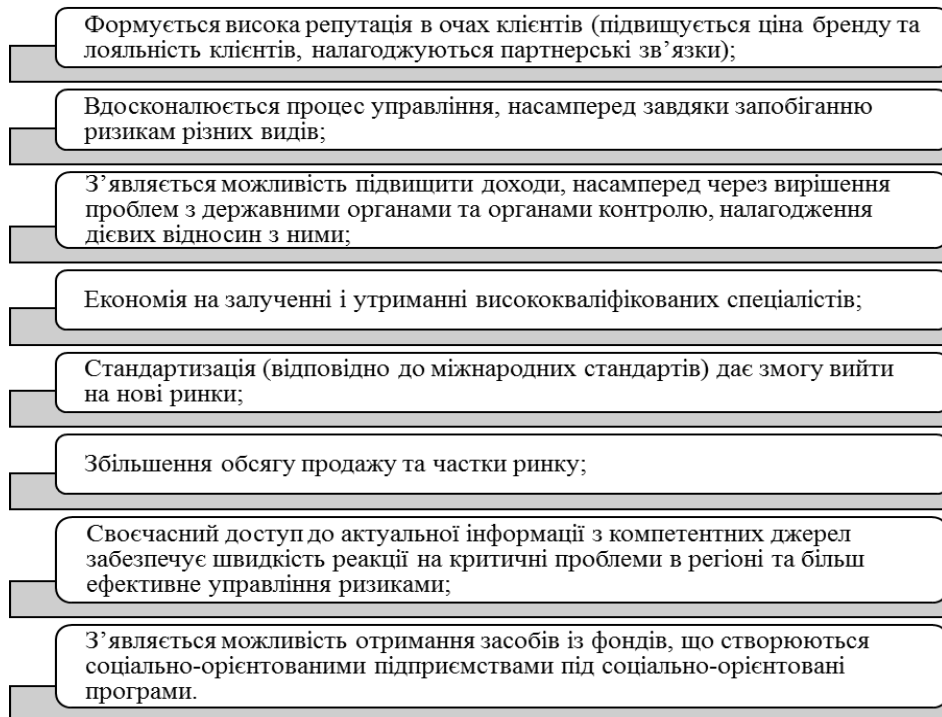 Формується висока репутація в очах клієнтів (підвищується ціна бренду та
лояльність клієнтів, налагоджуються партнерські зв’язки);
Вдосконалюється процес управління, насамперед завдяки запобіганню
ризикам різних видів;
З’являється можливість підвищити доходи, насамперед через вирішення
проблем з державними органами та органами контролю, налагодження
дієвих відносин з ними;
Економія на залученні і утриманні висококваліфікованих спеціалістів;
Стандартизація (відповідно до міжнародних стандартів) дає змогу вийти
на нові ринки;
Збільшення обсягу продажу та частки ринку;
Своєчасний доступ до актуальної інформації з компетентних джерел
забезпечує швидкість реакції на критичні проблеми в регіоні та більш
ефективне управління ризиками;
З’являється можливість отримання засобів із фондів, що створюються
соціально-орієнтованими підприємствами під соціально-орієнтовані
програми.